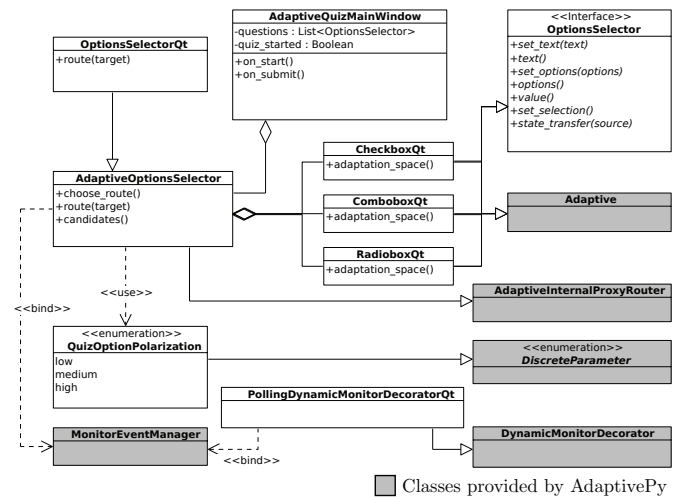 OptionsSelectorQt
+route(target)
AdaptiveQuizMainWindow
-questions : List<OptionsSelector>
-quiz_started : Boolean
+on_start()
+on_submit()
<<Interface>>
OptionsSelector
+set_text(text)
+text()
+set_options(options)
+options()
+value()
+set_selection()
+state_transfer(source)
AdaptiveOptionsSelector
+choose_route()
+route(target)
+candidates()
CheckboxQt
+adaptation_space()
ComboboxQt
+adaptation_space()
RadioboxQt
+adaptation_space()
Adaptive
AdaptiveInternalProxyRouter
<<use>>
<<bind>>
<<enumeration>>
QuizOptionPolarization
low
medium
high
<<enumeration>>
DiscreteParameter
PollingDynamicMonitorDecoratorQt
MonitorEventManager
<<bind>>
DynamicMonitorDecorator
Classes provided by AdaptivePy